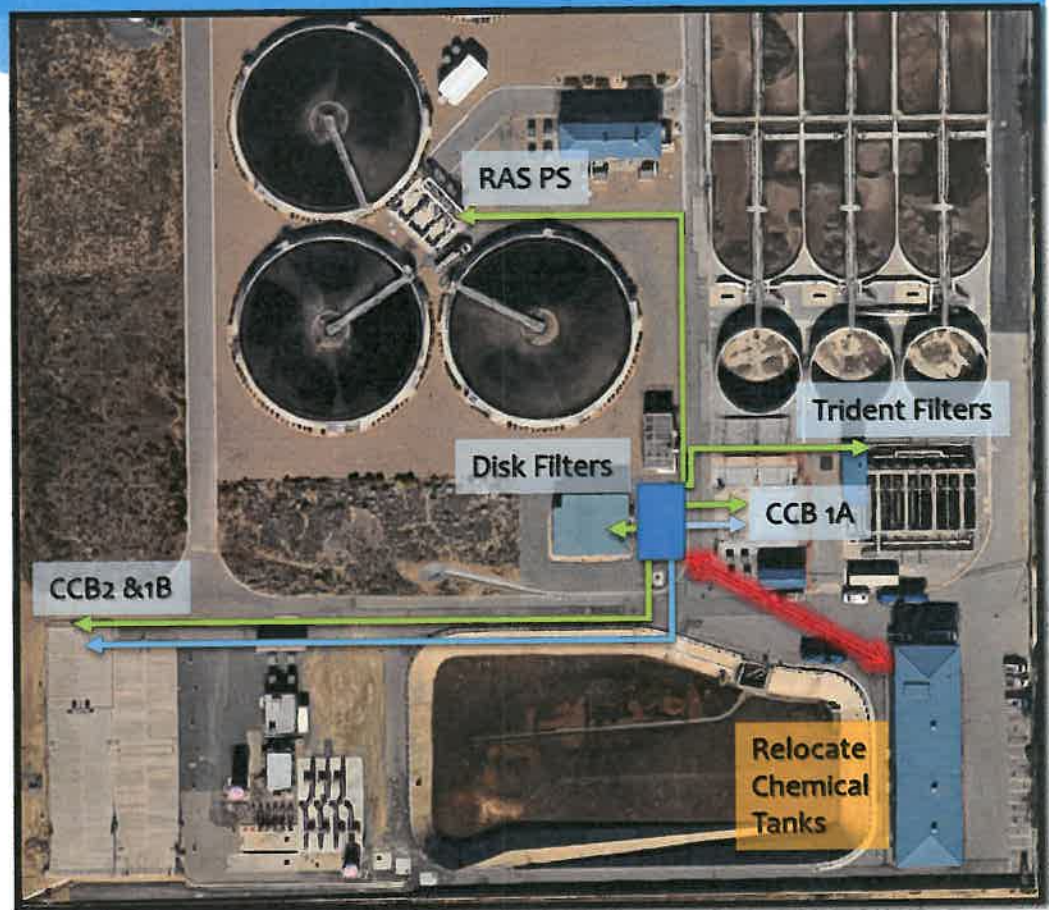 RAS PS
Trident Filters
Disk Filters
CCB 1A
CCB2 &1B
Relocate
Chemical
Tanks